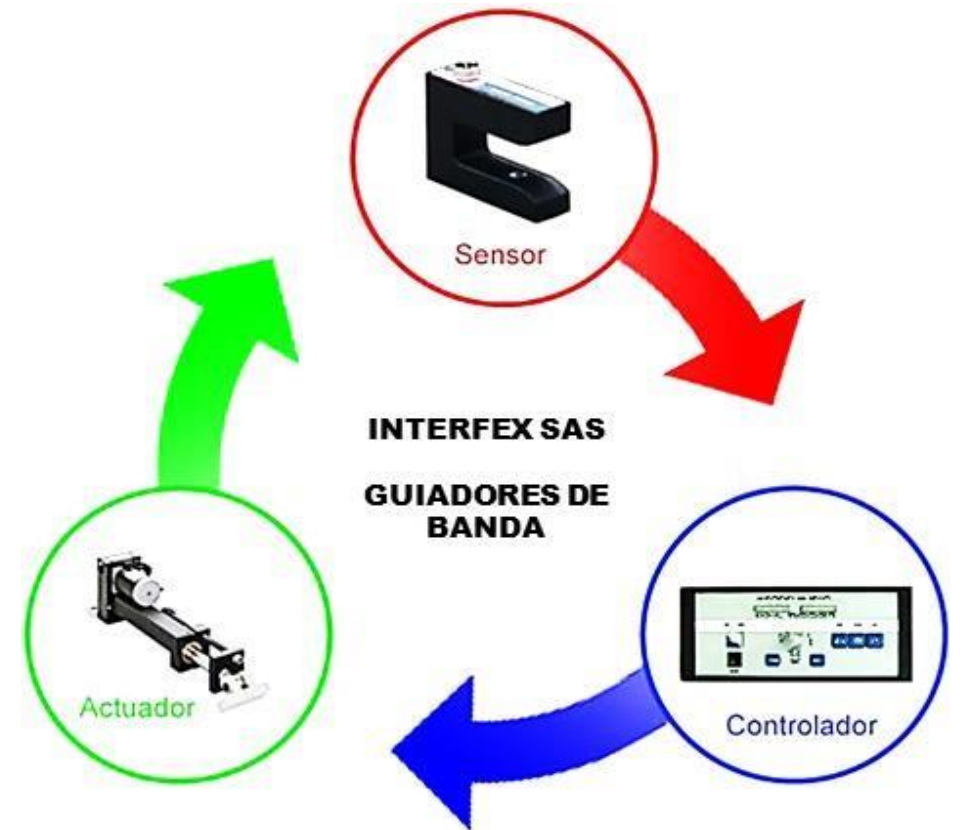 Sensor
INTERFEX SAS
GUIADORES DE
BANDA
Actuador
Controlador